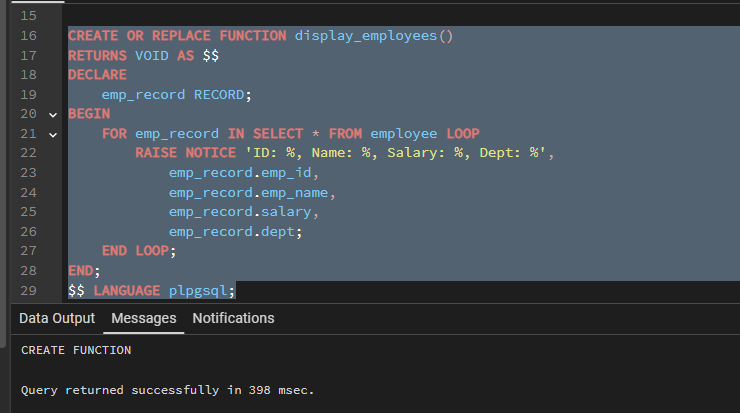 15
16 CREATE OR REPLACE FUNCTION display_employees()
17 RETURNS VOID AS $$
18 DECLARE
19     emp_record RECORD;
20 BEGIN
21     FOR emp_record IN SELECT * FROM employee LOOP
22         RAISE NOTICE 'ID: %, Name: %, Salary: %, Dept: %',
23             emp_record.emp_id,
24             emp_record.emp_name,
25             emp_record.salary,
26             emp_record.dept;
27     END LOOP;
28 END;
29 $$ LANGUAGE plpgsql;
Data Output Messages Notifications
CREATE FUNCTION
Query returned successfully in 398 msec.